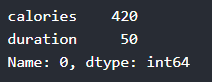 calories    420
duration     50
Name: 0, dtype: int64